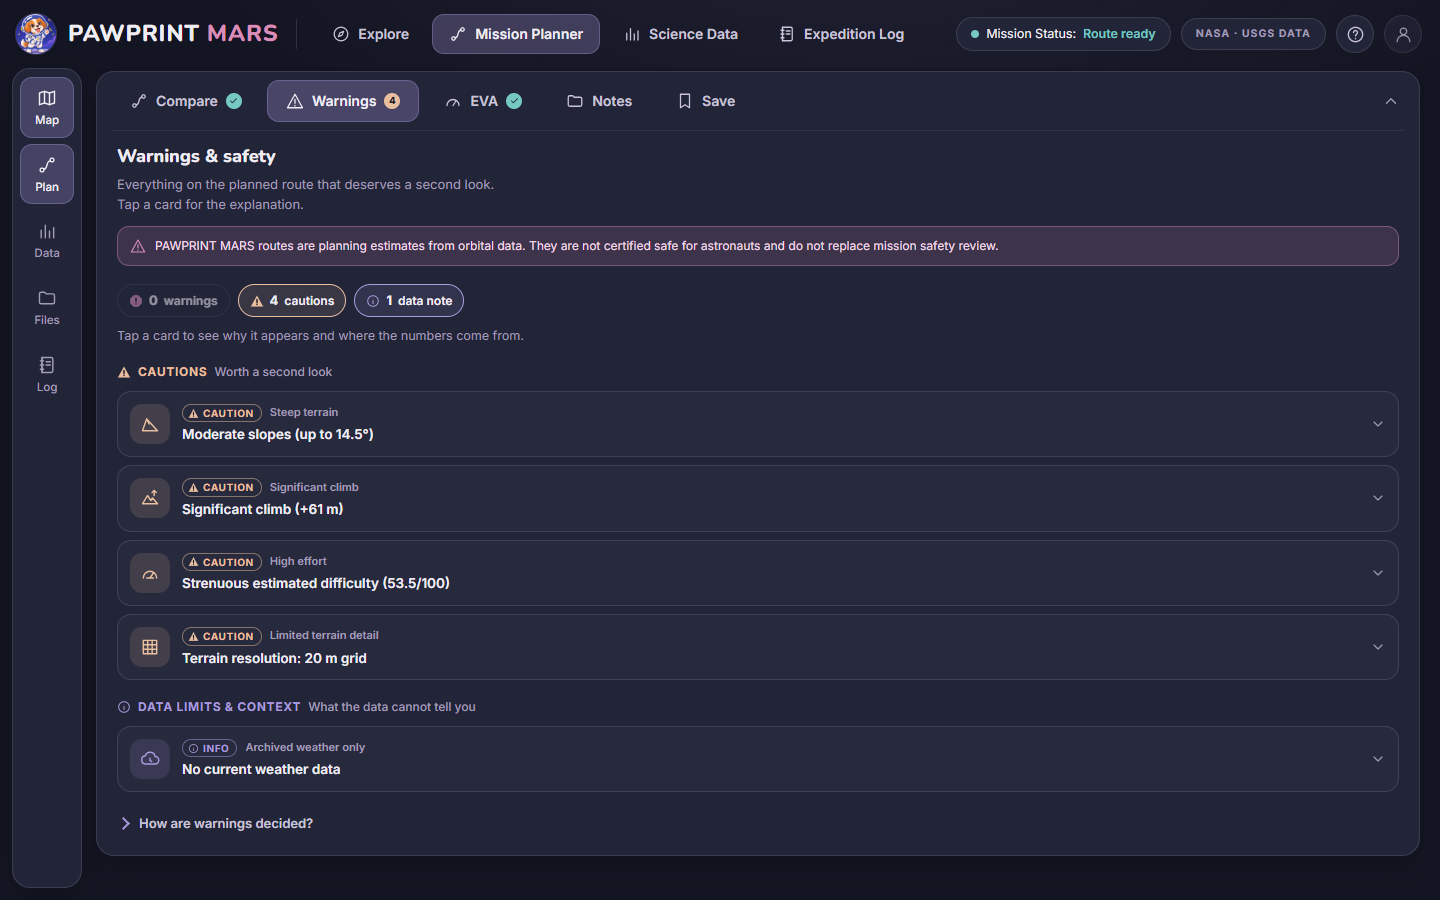 PAWPRINT MARS
Explore
Mission Planner
Science Data
Expedition Log
Mission Status: Route ready
NASA · USGS DATA
Map
Plan
Data
Files
Log
Compare
Warnings 4
EVA
Notes
Save
Warnings & safety
Everything on the planned route that deserves a second look.
Tap a card for the explanation.
PAWPRINT MARS routes are planning estimates from orbital data. They are not certified safe for astronauts and do not replace mission safety review.
0 warnings
4 cautions
1 data note
Tap a card to see why it appears and where the numbers come from.
CAUTIONS Worth a second look
CAUTION Steep terrain
Moderate slopes (up to 14.5°)
CAUTION Significant climb
Significant climb (+61 m)
CAUTION High effort
Strenuous estimated difficulty (53.5/100)
CAUTION Limited terrain detail
Terrain resolution: 20 m grid
DATA LIMITS & CONTEXT What the data cannot tell you
INFO Archived weather only
No current weather data
How are warnings decided?